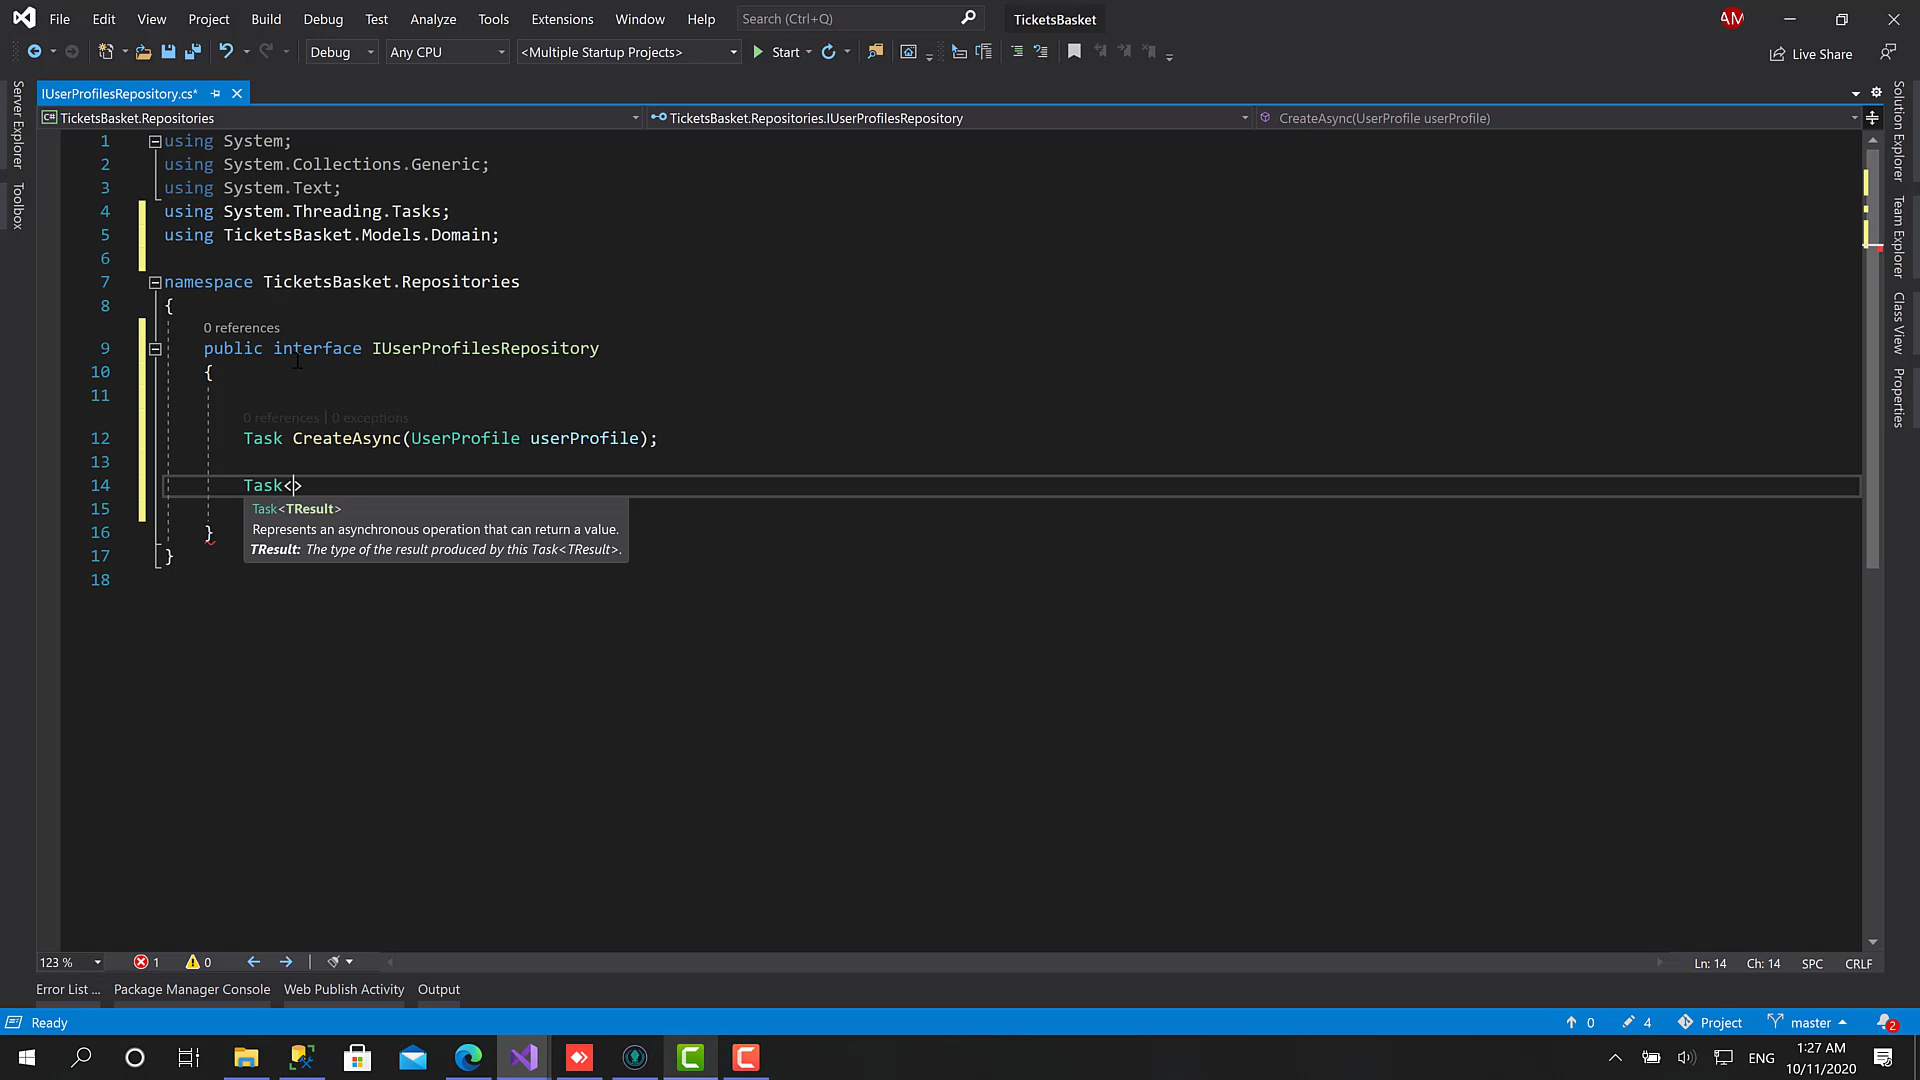 File Edit View Project Build Debug Test Analyze Tools Extensions Window Help Search (Ctrl+Q) TicketsBasket AM
Debug Any CPU <Multiple Startup Projects> Start Live Share
IUserProfilesRepository.cs*
C# TicketsBasket.Repositories TicketsBasket.Repositories.IUserProfilesRepository CreateAsync(UserProfile userProfile)
Server Explorer
Toolbox
Solution Explorer
Team Explorer
Class View
Properties
1 using System;
2 using System.Collections.Generic;
3 using System.Text;
4 using System.Threading.Tasks;
5 using TicketsBasket.Models.Domain;
6
7 namespace TicketsBasket.Repositories
8 {
0 references
9 public interface IUserProfilesRepository
10 {
11
0 references | 0 exceptions
12 Task CreateAsync(UserProfile userProfile);
13
14 Task<>
15
Task<TResult>
Represents an asynchronous operation that can return a value.
TResult: The type of the result produced by this Task<TResult>.
16 }
17 }
18
123 % 1 0 Ln: 14 Ch: 14 SPC CRLF
Error List ... Package Manager Console Web Publish Activity Output
Ready 0 4 Project master 2
ENG 1:27 AM
10/11/2020